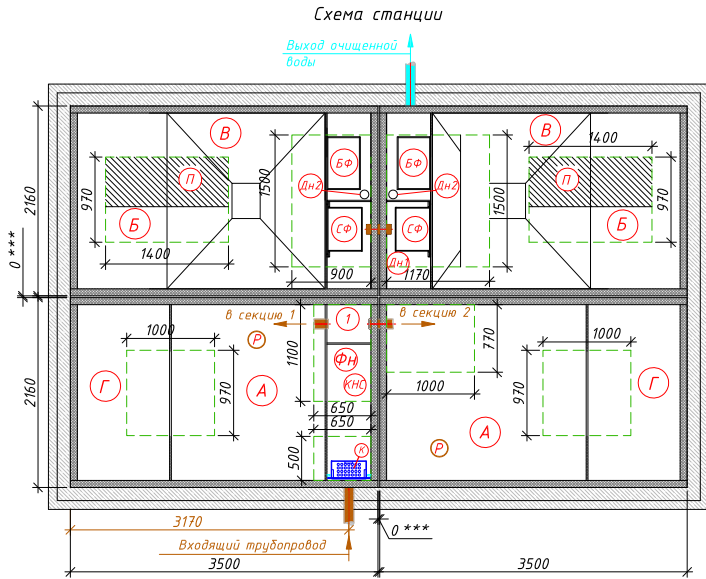 Схема станции
Выход очищенной
воды
В
В
1400
БФ
БФ
970
П
1500
Дн2
Дн2
1500
П
970
2160
Б
СФ
СФ
Б
1400
Дн1
0 ***
900
1170
в секцию 1
1
в секцию 2
1000
Р
1100
770
1000
Фн
Г
970
А
КНС
1000
970
Г
2160
650
650
А
500
К
Р
3170
0 ***
Входящий трубопровод
3500
3500